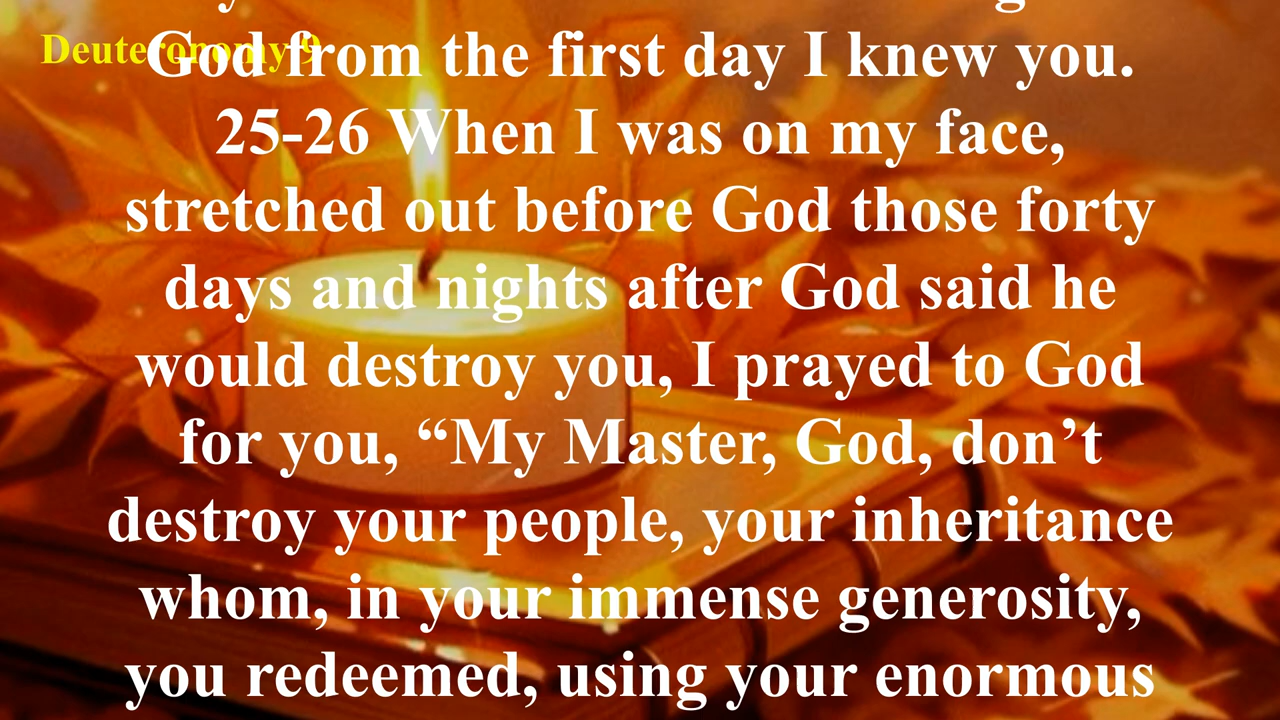 Deuteronomy 9
God from the first day I knew you.
25-26 When I was on my face,
stretched out before God those forty
days and nights after God said he
would destroy you, I prayed to God
for you, “My Master, God, don’t
destroy your people, your inheritance
whom, in your immense generosity,
you redeemed, using your enormous